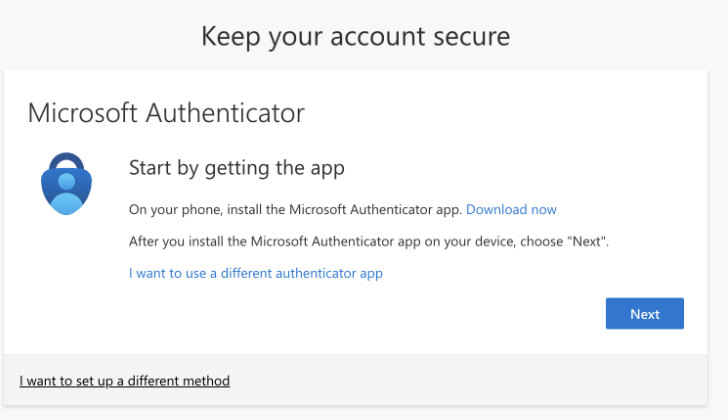 Keep your account secure
Microsoft Authenticator
Start by getting the app
On your phone, install the Microsoft Authenticator app. Download now
After you install the Microsoft Authenticator app on your device, choose "Next".
I want to use a different authenticator app
Next
I want to set up a different method